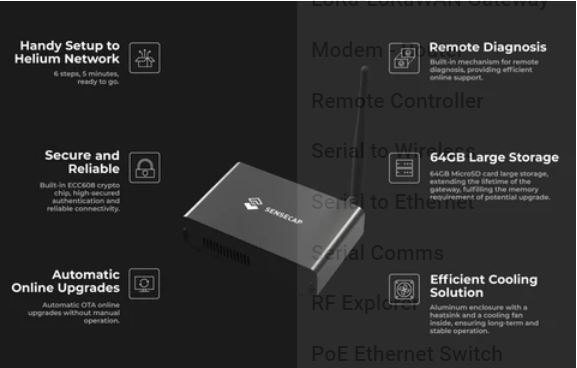 LoRa-LoRaWAN Gateway
Handy Setup to
Helium Network
6 steps, 5 minutes,
ready to go.
Secure and
Reliable
Built-in ECC608 crypto
chip, high-secured
authentication and
reliable connectivity.
Automatic
Online Upgrades
Automatic OTA online
upgrades without manual
operation.
SENSECAP
Modem - Router
Remote Controller
Serial to Wireless
Serial to Ethernet
Serial Comms
RF Explorer
PoE Ethernet Switch
Remote Diagnosis
Built-in mechanism for remote
diagnosis, providing efficient
online support.
64GB Large Storage
64GB MicroSD card large storage,
extending the lifetime of the
gateway, fulfilling the memory
requirement of potential upgrade.
Efficient Cooling
Solution
Aluminum enclosure with a
heatsink and a cooling fan
inside, ensuring long-term and
stable operation.